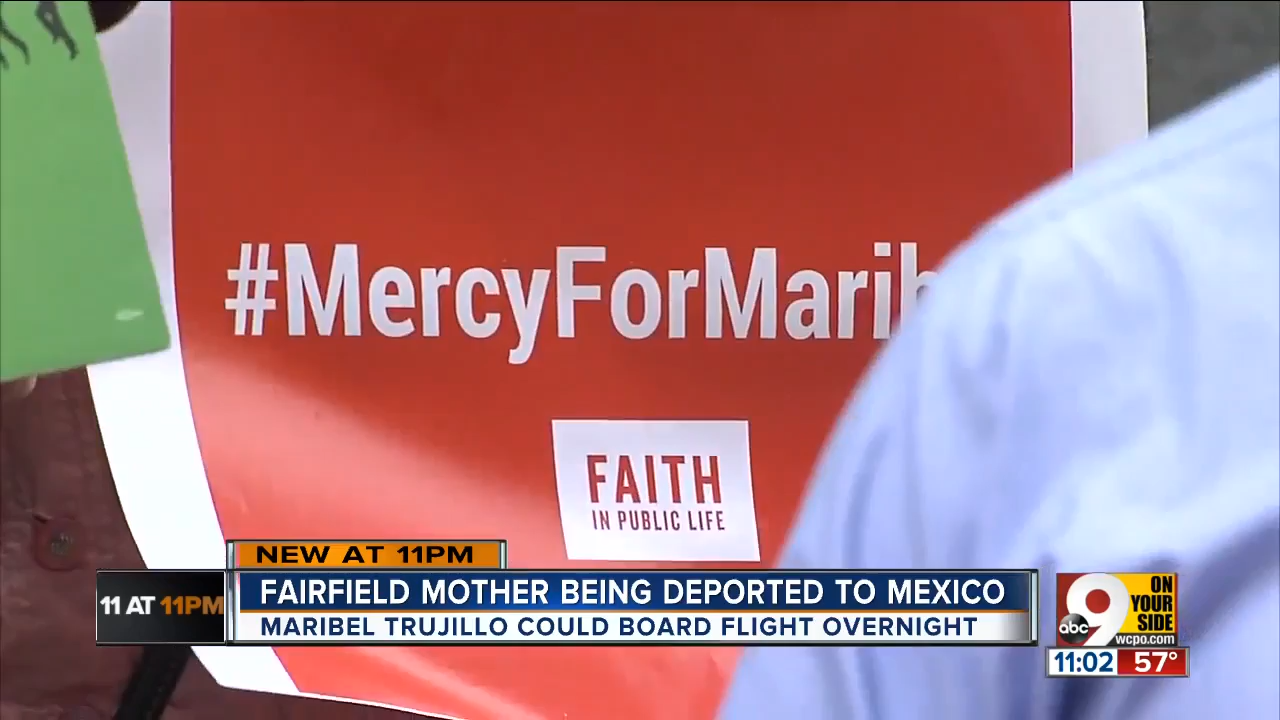 #MercyForMarib
FAITH
IN PUBLIC LIFE
NEW AT 11PM
11 AT 11PM
FAIRFIELD MOTHER BEING DEPORTED TO MEXICO
MARIBEL TRUJILLO COULD BOARD FLIGHT OVERNIGHT
abc 9 ON YOUR SIDE
wcpo.com
11:02 57°